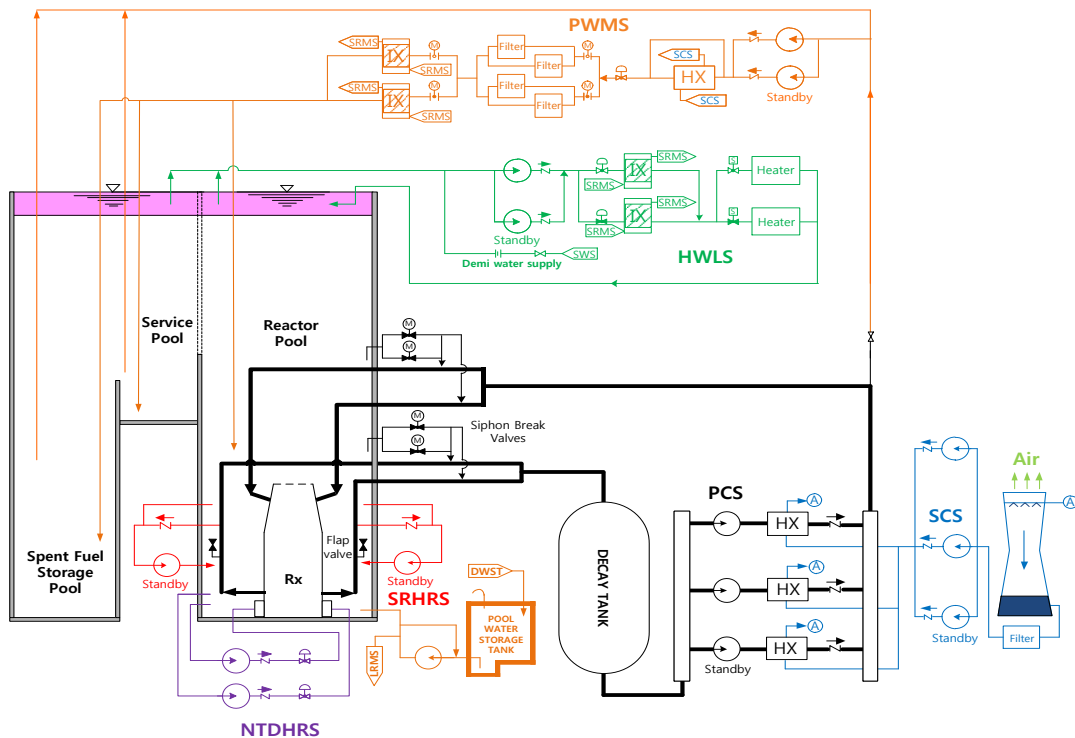 PWMS
SRMS
IX
SRMS
M
Filter
Filter
M
SCS
HX
SCS
Standby
SRMS
IX
SRMS
M
Filter
Filter
M
SRMS
IX
SRMS
S
Heater
SRMS
IX
SRMS
S
Heater
Standby
SWS
Demi water supply
HWLS
Service
Pool
Reactor
Pool
M
M
Siphon Break
Valves
M
M
Air
A
PCS
SCS
A
HX
A
HX
A
HX
Standby
Standby
Filter
DECAY TANK
Flap
valve
Spent Fuel
Storage
Pool
Standby
Rx
Standby
SRHRS
DWST
POOL
WATER
STORAGE
TANK
LRMS
NTDHRS